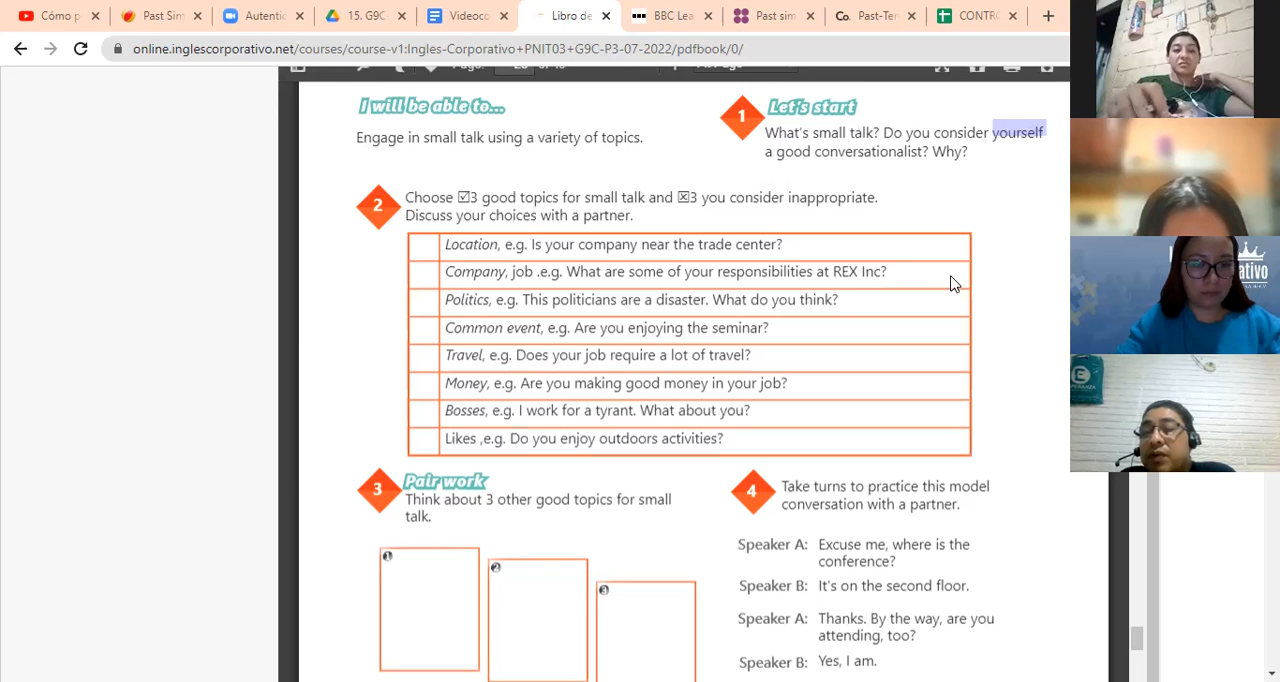 Cómo p
Past Sim
Autentic
15. G9C
Videoco
Libro de
BBC Lea
Past sim
Past-Ten
CONTRO
online.inglescorporativo.net/courses/course-v1:Ingles-Corporativo+PNIT03+G9C-P3-07-2022/pdfbook/0/
I will be able to...
Engage in small talk using a variety of topics.
1 Let's start
What's small talk? Do you consider yourself
a good conversationalist? Why?
2 Choose ☑3 good topics for small talk and ☒3 you consider inappropriate.
Discuss your choices with a partner.
Location, e.g. Is your company near the trade center?
Company, job .e.g. What are some of your responsibilities at REX Inc?
Politics, e.g. This politicians are a disaster. What do you think?
Common event, e.g. Are you enjoying the seminar?
Travel, e.g. Does your job require a lot of travel?
Money, e.g. Are you making good money in your job?
Bosses, e.g. I work for a tyrant. What about you?
Likes ,e.g. Do you enjoy outdoors activities?
3 Pair work
Think about 3 other good topics for small
talk.
1
2
3
4 Take turns to practice this model
conversation with a partner.
Speaker A: Excuse me, where is the
conference?
Speaker B: It's on the second floor.
Speaker A: Thanks. By the way, are you
attending, too?
Speaker B: Yes, I am.